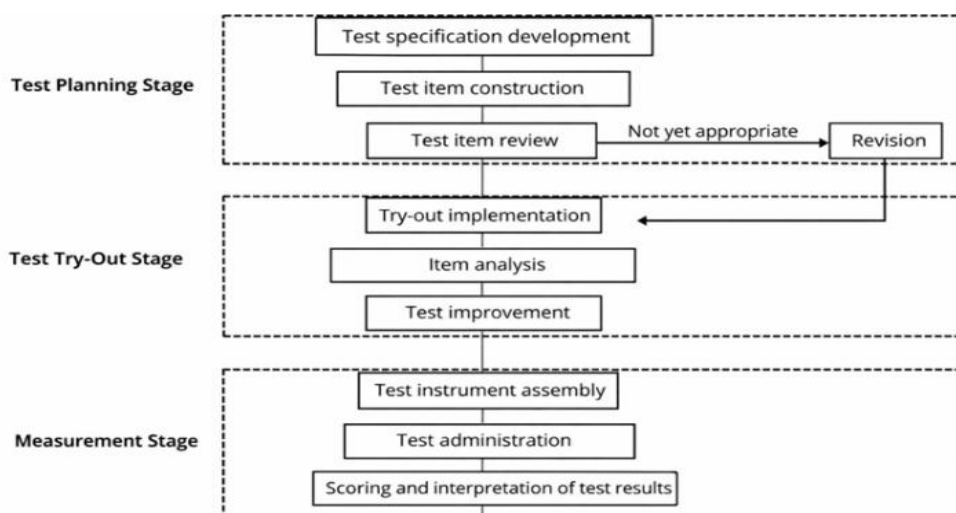 Test specification development
Test Planning Stage
Test item construction
Test item review
Not yet appropriate
Revision
Try-out implementation
Test Try-Out Stage
Item analysis
Test improvement
Test instrument assembly
Measurement Stage
Test administration
Scoring and interpretation of test results